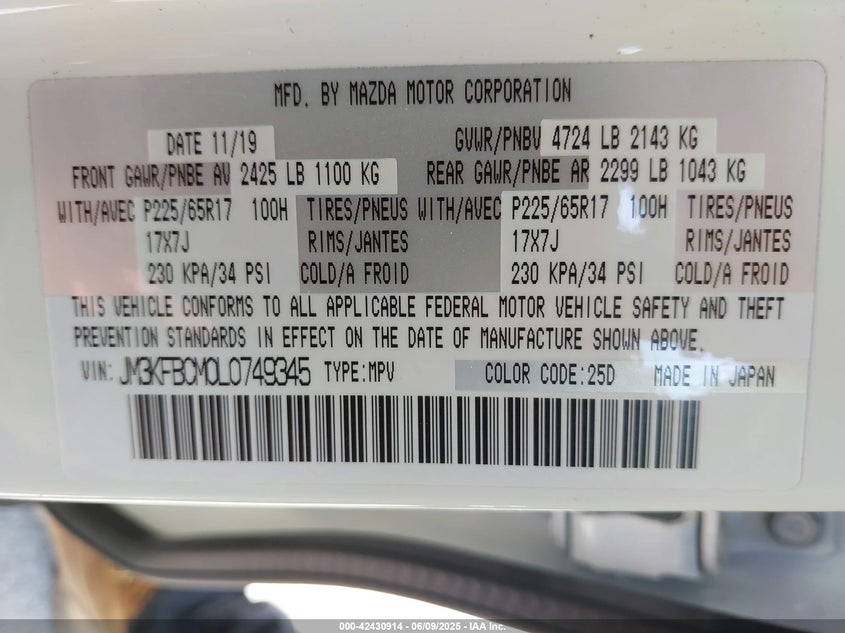 MFD. BY MAZDA MOTOR CORPORATION
DATE 11/19 GVWR/PNBV 4724 LB 2143 KG
FRONT GAWR/PNBE AV 2425 LB 1100 KG REAR GAWR/PNBE AR 2299 LB 1043 KG
WITH/AVEC P225/65R17 100H TIRES/PNEUS WITH/AVEC P225/65R17 100H TIRES/PNEUS
17X7J RIMS/JANTES 17X7J RIMS/JANTES
230 KPA/34 PSI COLD/A FROID 230 KPA/34 PSI COLD/A FROID
THIS VEHICLE CONFORMS TO ALL APPLICABLE FEDERAL MOTOR VEHICLE SAFETY AND THEFT
PREVENTION STANDARDS IN EFFECT ON THE DATE OF MANUFACTURE SHOWN ABOVE.
VIN: JM3KFBCM0L0749345 TYPE:MPV COLOR CODE:25D MADE IN JAPAN
000-42430914 - 06/09/2025 - IAA Inc.